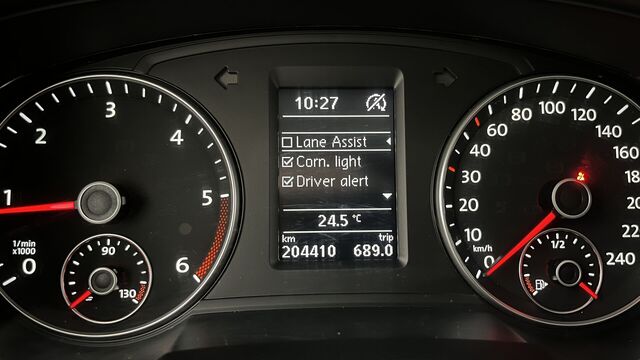 10:27
Lane Assist
Corn. light
Driver alert
24.5 °C
km trip
204410 689.0
1 2 3 4 5 6
1/min
x1000
0
90
130
0 10 20 30 40 60 80 100 120 140 160 180 200 220 240
km/h
1/2